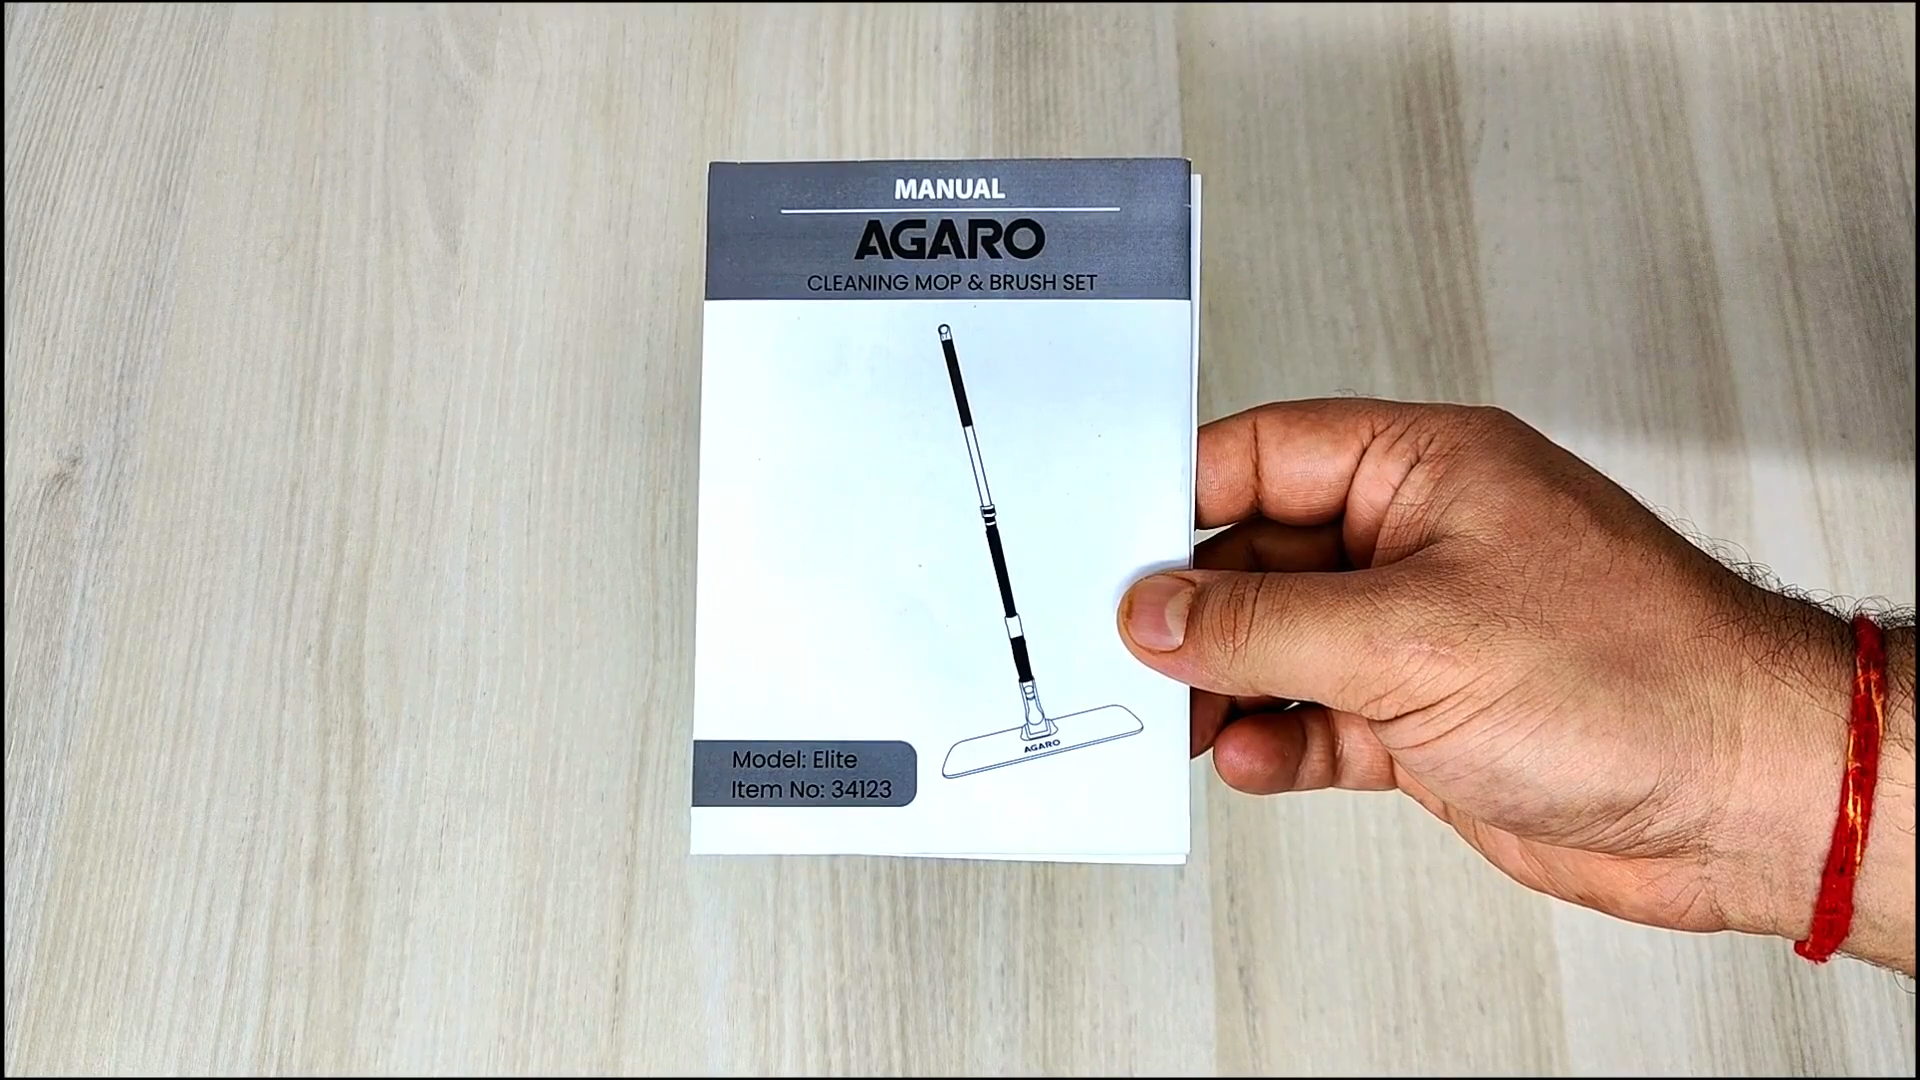 MANUAL
AGARO
CLEANING MOP & BRUSH SET
AGARO
Model: Elite
Item No: 34123